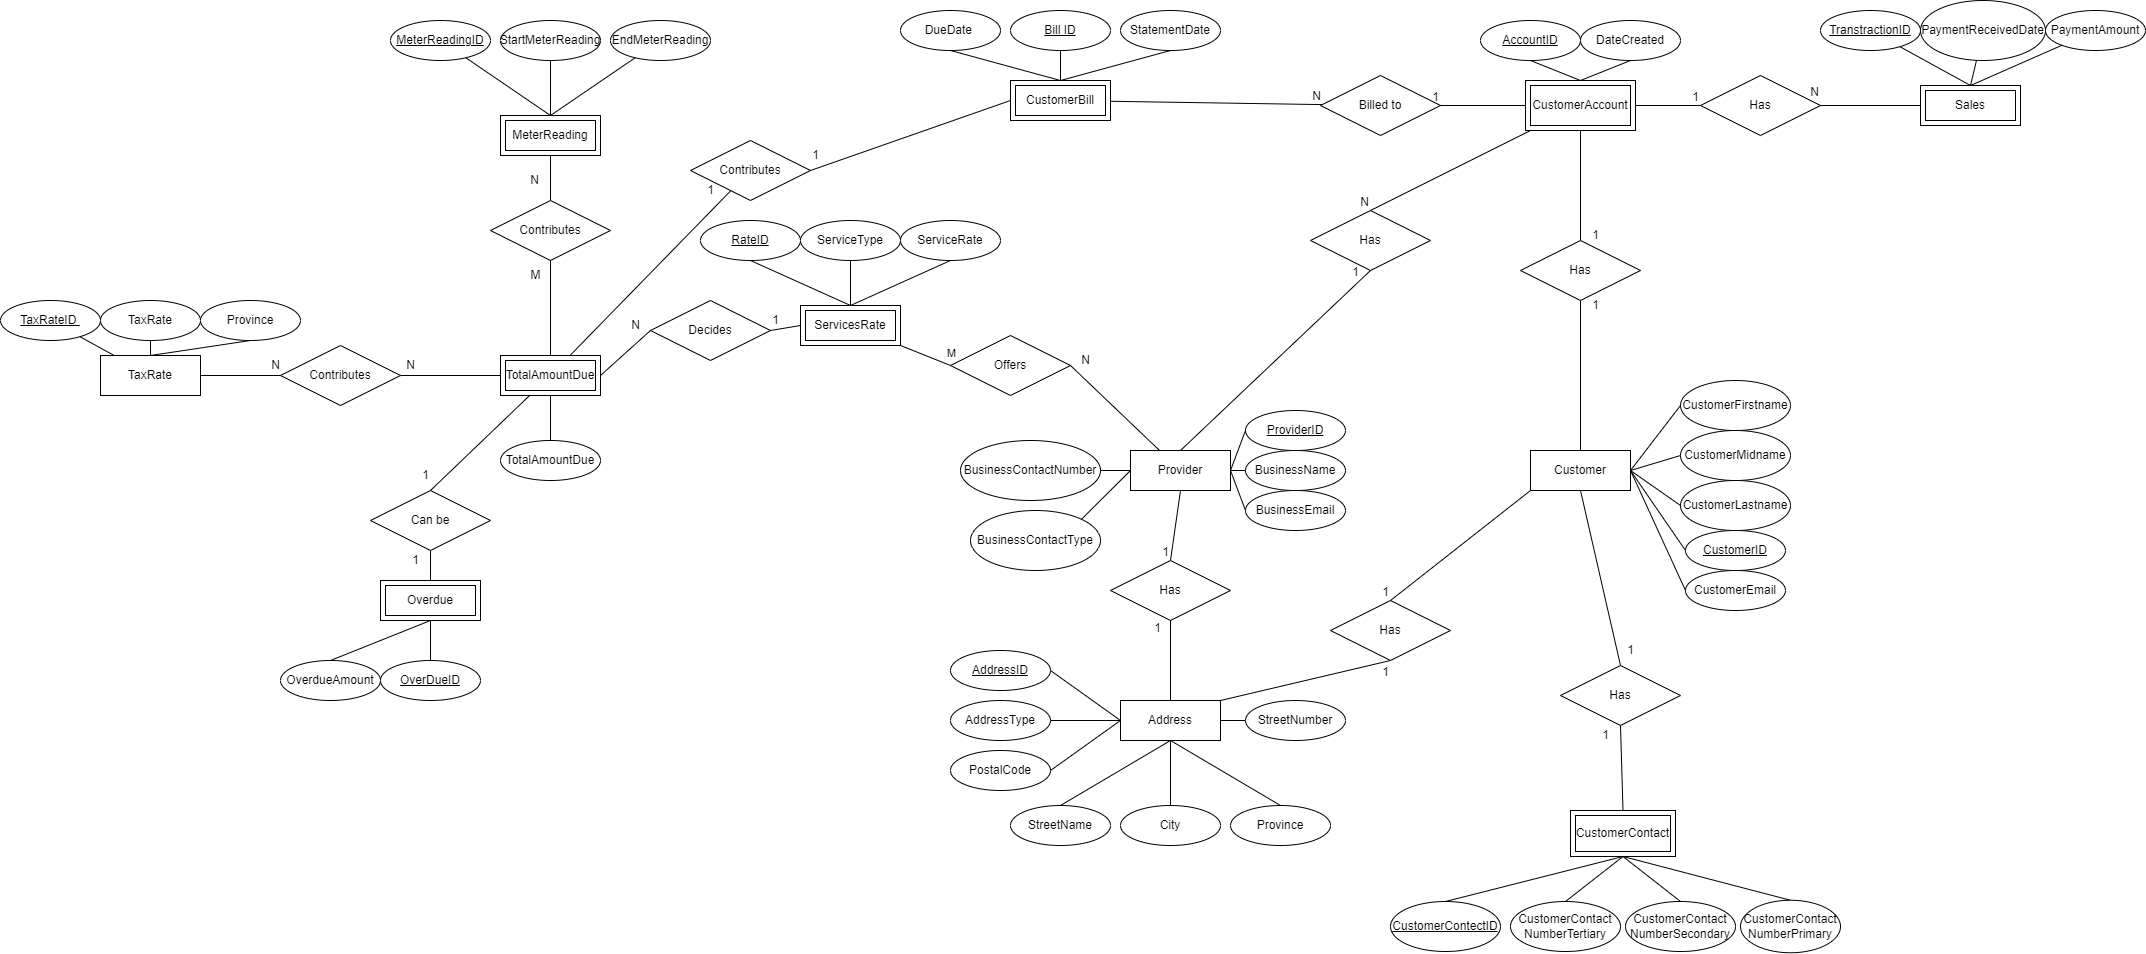 MeterReadingID
StartMeterReading
EndMeterReading
DueDate
Bill ID
StatementDate
AccountID
DateCreated
TranstractionID
PaymentReceivedDate
PaymentAmount
MeterReading
CustomerBill
N
Billed to
1
CustomerAccount
1
Has
N
Sales
N
Contributes
M
Contributes
1
1
N
Has
1
1
Has
1
RateID
ServiceType
ServiceRate
TaxRateID
TaxRate
Province
TaxRate
N
Contributes
N
TotalAmountDue
N
Decides
1
ServicesRate
M
Offers
N
TotalAmountDue
1
Can be
1
Overdue
OverdueAmount
OverDueID
BusinessContactNumber
BusinessContactType
Provider
ProviderID
BusinessName
BusinessEmail
Customer
CustomerFirstname
CustomerMidname
CustomerLastname
CustomerID
CustomerEmail
1
Has
1
1
Has
1
1
Has
1
AddressID
AddressType
PostalCode
Address
StreetNumber
StreetName
City
Province
CustomerContact
CustomerContectID
CustomerContact
NumberTertiary
CustomerContact
NumberSecondary
CustomerContact
NumberPrimary